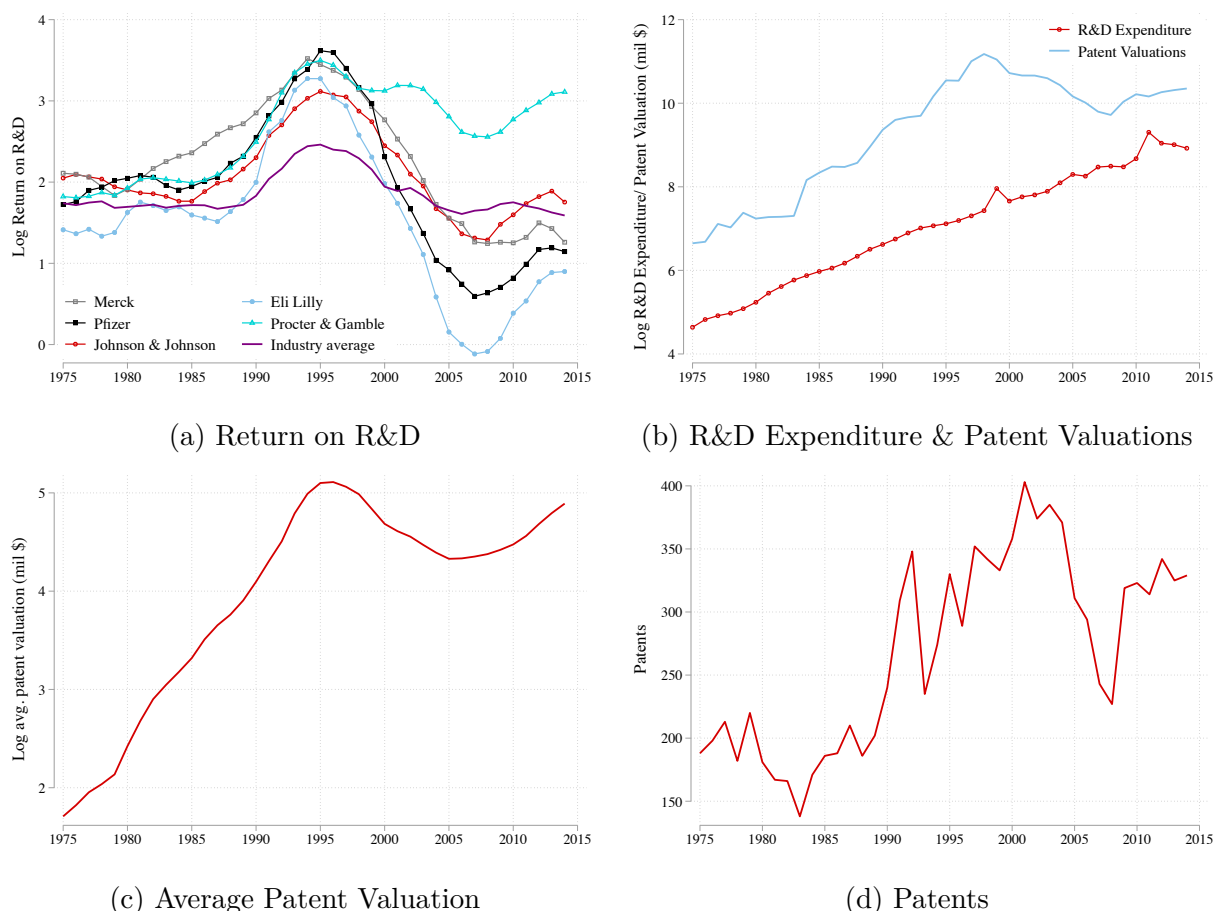 Log Return on R&D
4
3
2
1
0
Merck
Pfizer
Johnson & Johnson
Eli Lilly
Procter & Gamble
Industry average
1975 1980 1985 1990 1995 2000 2005 2010 2015
(a) Return on R&D
Log R&D Expenditure/ Patent Valuation (mil $)
12
10
8
6
4
R&D Expenditure
Patent Valuations
1975 1980 1985 1990 1995 2000 2005 2010 2015
(b) R&D Expenditure & Patent Valuations
Log avg. patent valuation (mil $)
5
4
3
2
1975 1980 1985 1990 1995 2000 2005 2010 2015
(c) Average Patent Valuation
Patents
400
350
300
250
200
150
1975 1980 1985 1990 1995 2000 2005 2010 2015
(d) Patents